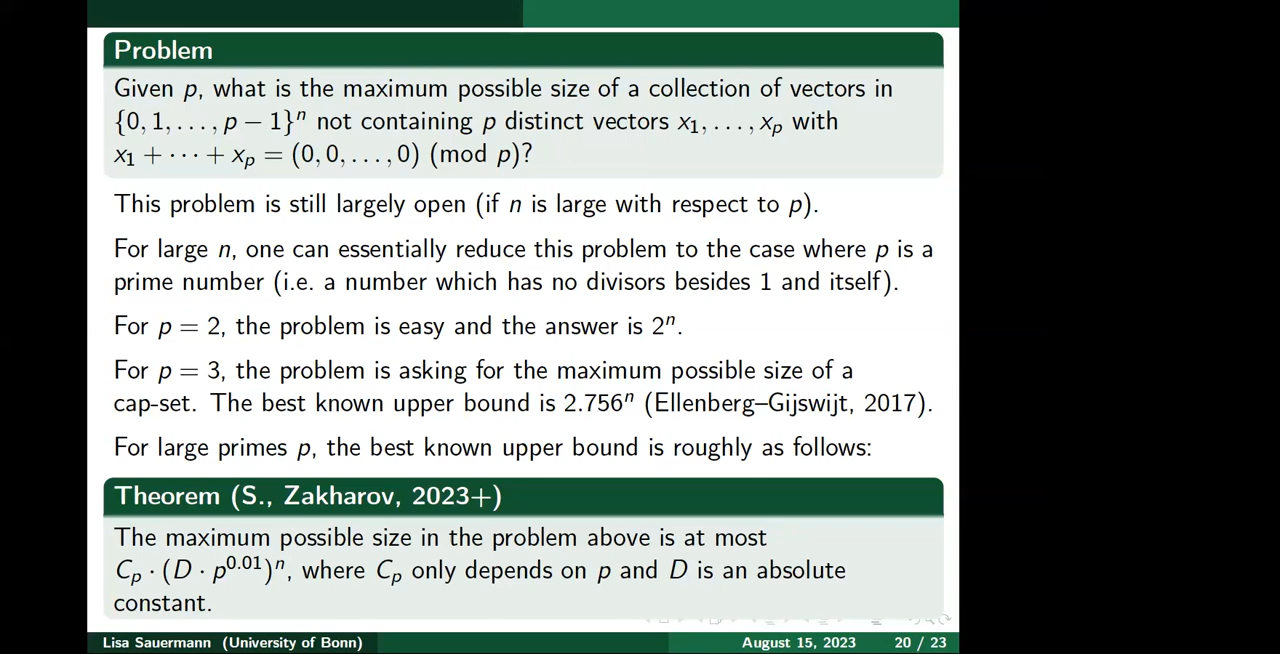 Problem
Given p, what is the maximum possible size of a collection of vectors in
{0, 1, . . . , p − 1}ⁿ not containing p distinct vectors x₁, . . . , xₚ with
x₁ + · · · + xₚ = (0, 0, . . . , 0) (mod p)?
This problem is still largely open (if n is large with respect to p).
For large n, one can essentially reduce this problem to the case where p is a
prime number (i.e. a number which has no divisors besides 1 and itself).
For p = 2, the problem is easy and the answer is 2ⁿ.
For p = 3, the problem is asking for the maximum possible size of a
cap-set. The best known upper bound is 2.756ⁿ (Ellenberg–Gijswijt, 2017).
For large primes p, the best known upper bound is roughly as follows:
Theorem (S., Zakharov, 2023+)
The maximum possible size in the problem above is at most
Cₚ · (D · p⁰·⁰¹)ⁿ, where Cₚ only depends on p and D is an absolute
constant.
Lisa Sauermann (University of Bonn) August 15, 2023 20 / 23